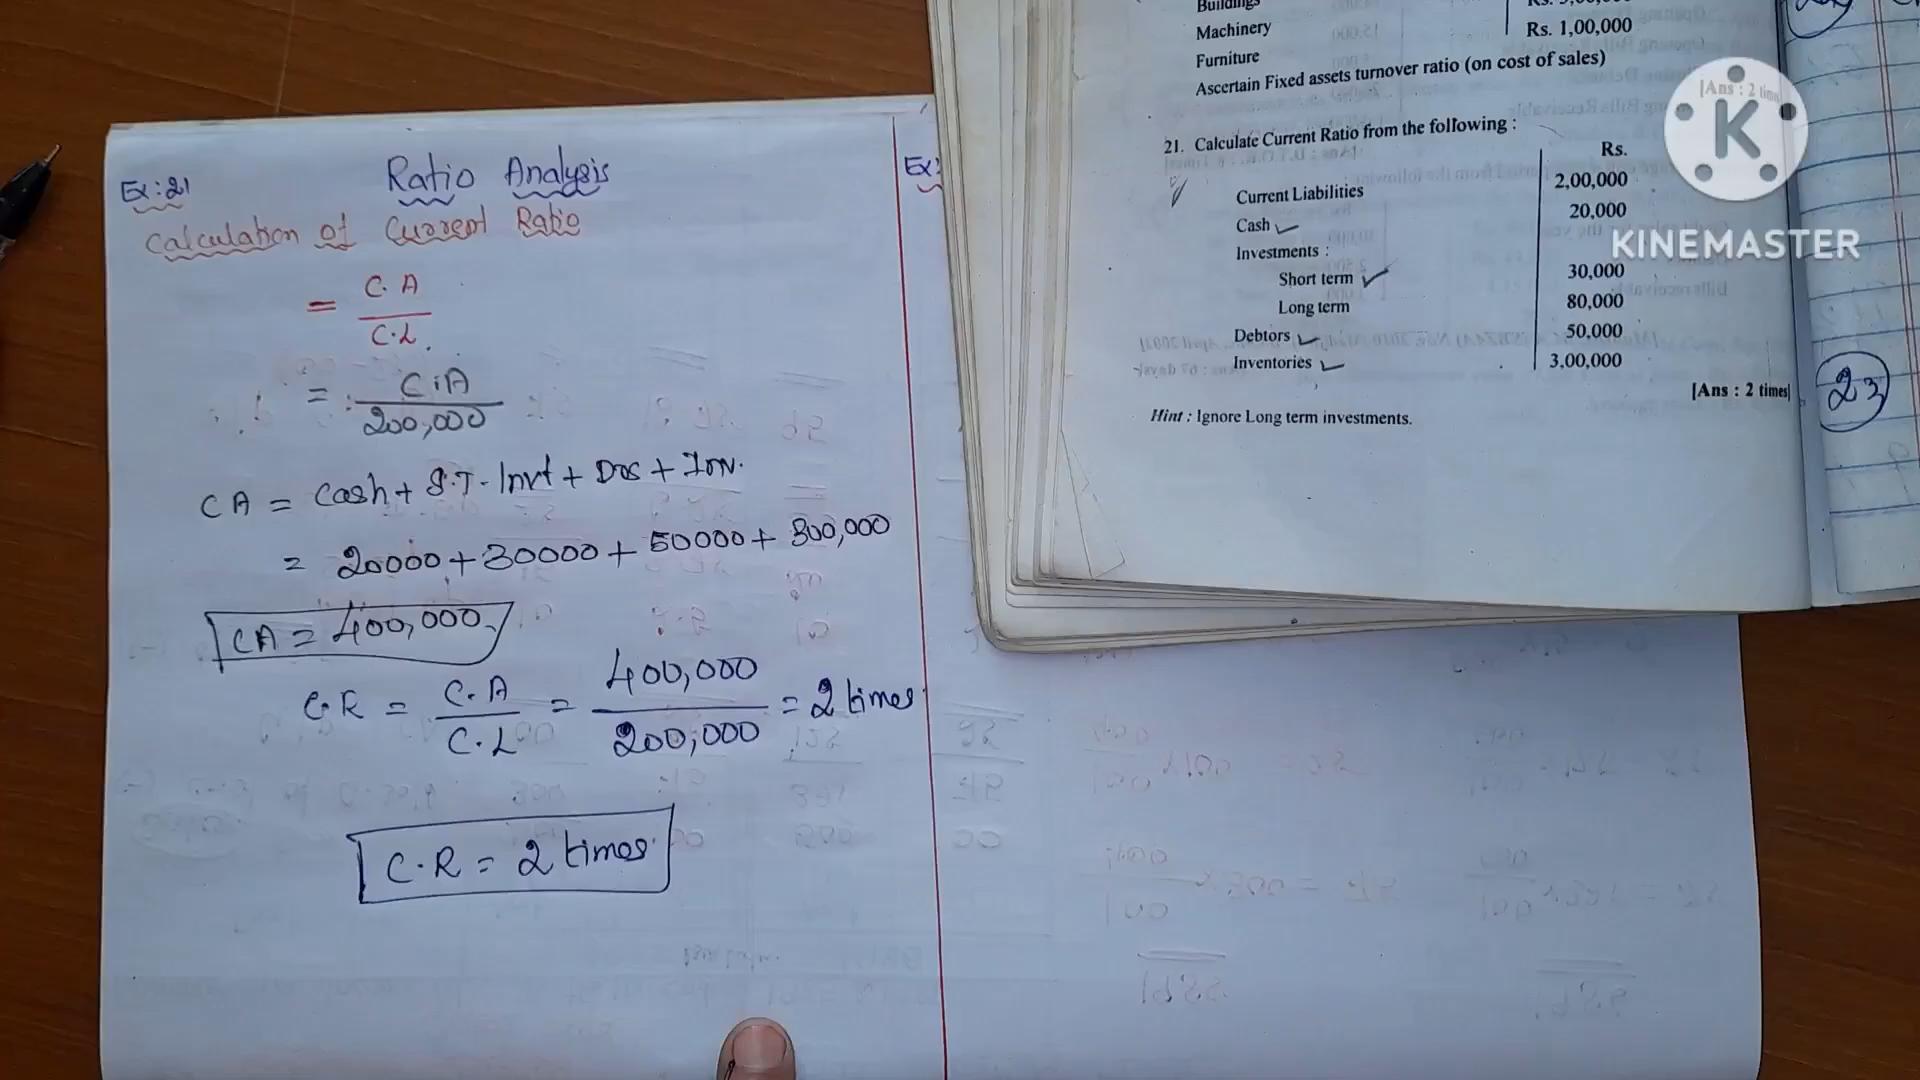 Ratio Analysis
Ex:21
Calculation of Current Ratio
= C.A
C.L.
= C.A
200,000
CA = Cash + S.T. Invt + Drs + Inv.
= 20000 + 30000 + 50000 + 300,000
CA = 400,000
C.R = C.A = 400,000 = 2 times
C.L 200,000
C.R = 2 times
Ex:
Buildings
Machinery
Furniture Rs. 1,00,000
Ascertain Fixed assets turnover ratio (on cost of sales)
[Ans : 2 tim
21. Calculate Current Ratio from the following :
Rs.
Current Liabilities 2,00,000
Cash 20,000
Investments :
Short term 30,000
Long term 80,000
Debtors 50,000
Inventories 3,00,000
[Ans : 2 times]
Hint : Ignore Long term investments.
23
K
KINEMASTER